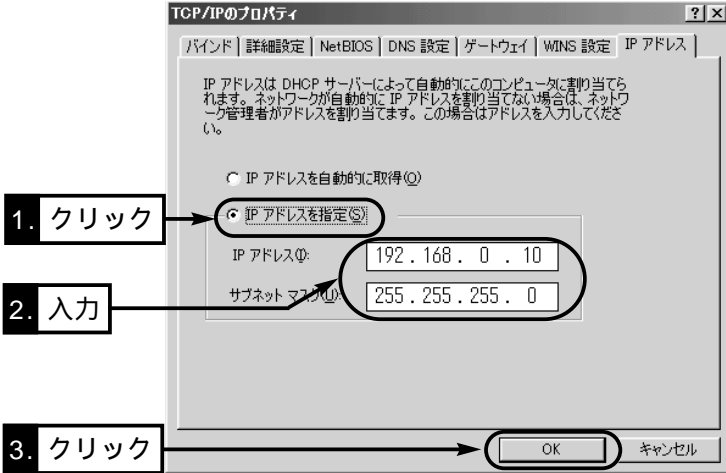 TCP/IPのプロパティ
バインド 詳細設定 NetBIOS DNS 設定 ゲートウェイ WINS 設定 IP アドレス
IP アドレスは DHCP サーバーによって自動的にこのコンピュータに割り当てら
れます。ネットワークが自動的に IP アドレスを割り当てない場合は、ネットワ
ーク管理者がアドレスを割り当てます。この場合はアドレスを入力してくださ
い。
IP アドレスを自動的に取得(O)
1. クリック
IP アドレスを指定(S)
IP アドレス(I):
192 . 168 . 0 . 10
2. 入力
サブネット マスク(U):
255 . 255 . 255 . 0
3. クリック
OK
キャンセル